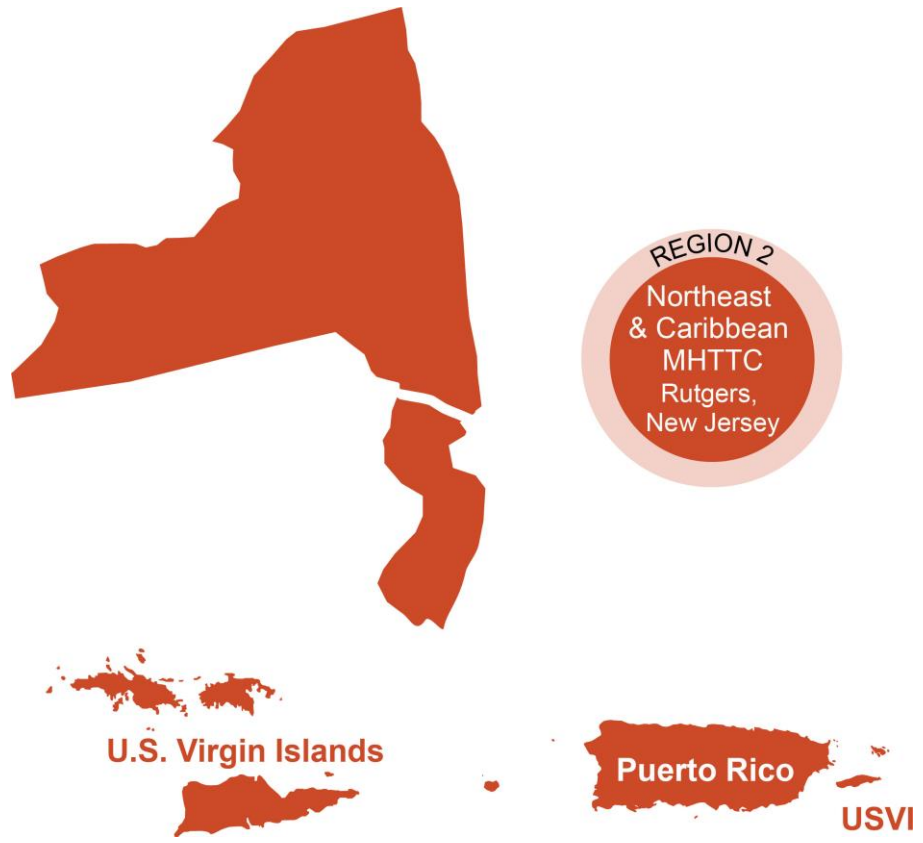 REGION 2
Northeast
& Caribbean
MHTTC
Rutgers,
New Jersey
U.S. Virgin Islands
Puerto Rico
USVI